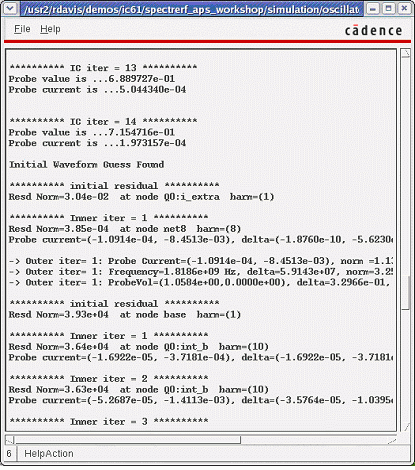 /usr2/rdavis/demos/ic61/spectrerf_aps_workshop/simulation/oscillat
File Help
cādence
********** IC iter = 13 **********
Probe value is ...6.889727e-01
Probe current is ...5.044340e-04
********** IC iter = 14 **********
Probe value is ...7.154716e-01
Probe current is ...1.973157e-04
Initial Waveform Guess Found
********** initial residual **********
Resd Norm=3.04e-02 at node Q0:i_extra harm=(1)
********** Inner iter = 1 **********
Resd Norm=3.85e-04 at node net8 harm=(8)
Probe current=(-1.0914e-04, -8.4513e-03), delta=(-1.8760e-10, -5.6230
-> Outer iter= 1: Probe Current=(-1.0914e-04, -8.4513e-03), norm =1.1
-> Outer iter= 1: Frequency=1.8186e+09 Hz, delta=5.9143e+07, norm=3.25
-> Outer iter= 1: ProbeVol=(1.0584e+00,0.0000e+00), delta=3.2966e-01,
********** initial residual **********
Resd Norm=3.93e+04 at node base harm=(1)
********** Inner iter = 1 **********
Resd Norm=3.64e+04 at node Q0:int_b harm=(10)
Probe current=(-1.6922e-05, -3.7181e-04), delta=(-1.6922e-05, -3.7181
********** Inner iter = 2 **********
Resd Norm=3.63e+04 at node Q0:int_b harm=(10)
Probe current=(-5.2687e-05, -1.4113e-03), delta=(-3.5764e-05, -1.0395
********** Inner iter = 3 **********
6 HelpAction